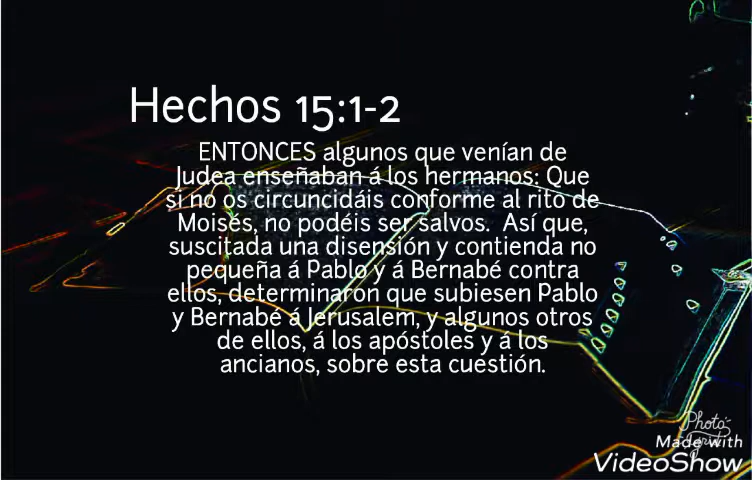 Hechos 15:1-2
ENTONCES algunos que venían de
Judea enseñaban á los hermanos: Que
si no os circuncidáis conforme al rito de
Moisés, no podéis ser salvos. Así que,
suscitada una disensión y contienda no
pequeña á Pablo y á Bernabé contra
ellos, determinaron que subiesen Pablo
y Bernabé á Jerusalem, y algunos otros
de ellos, á los apóstoles y á los
ancianos, sobre esta cuestión.
Photo
Made with
VideoShow